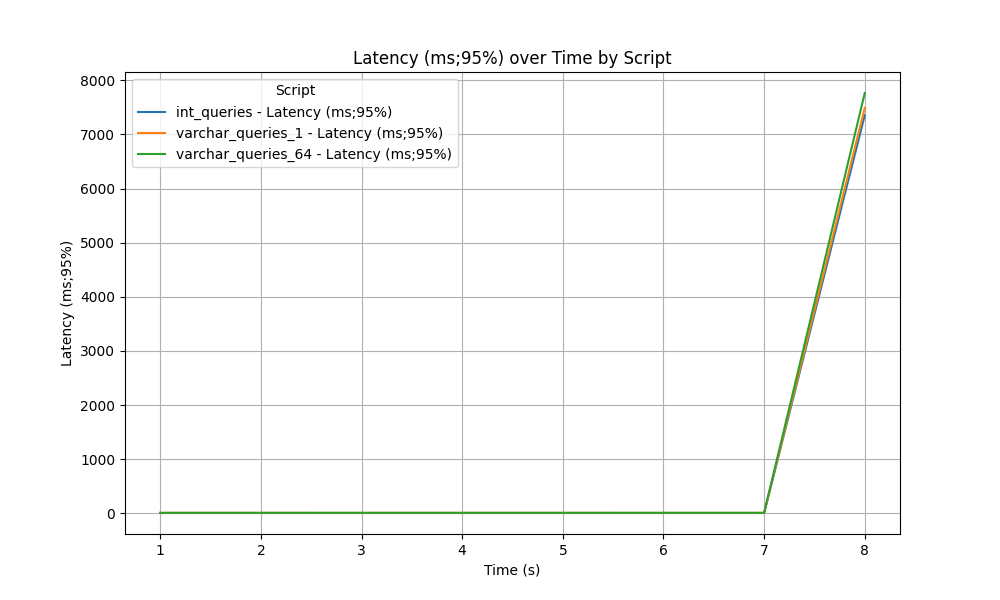 Latency (ms;95%) over Time by Script
Script
int_queries - Latency (ms;95%)
varchar_queries_1 - Latency (ms;95%)
varchar_queries_64 - Latency (ms;95%)
Latency (ms;95%)
8000
7000
6000
5000
4000
3000
2000
1000
0
1 2 3 4 5 6 7 8
Time (s)